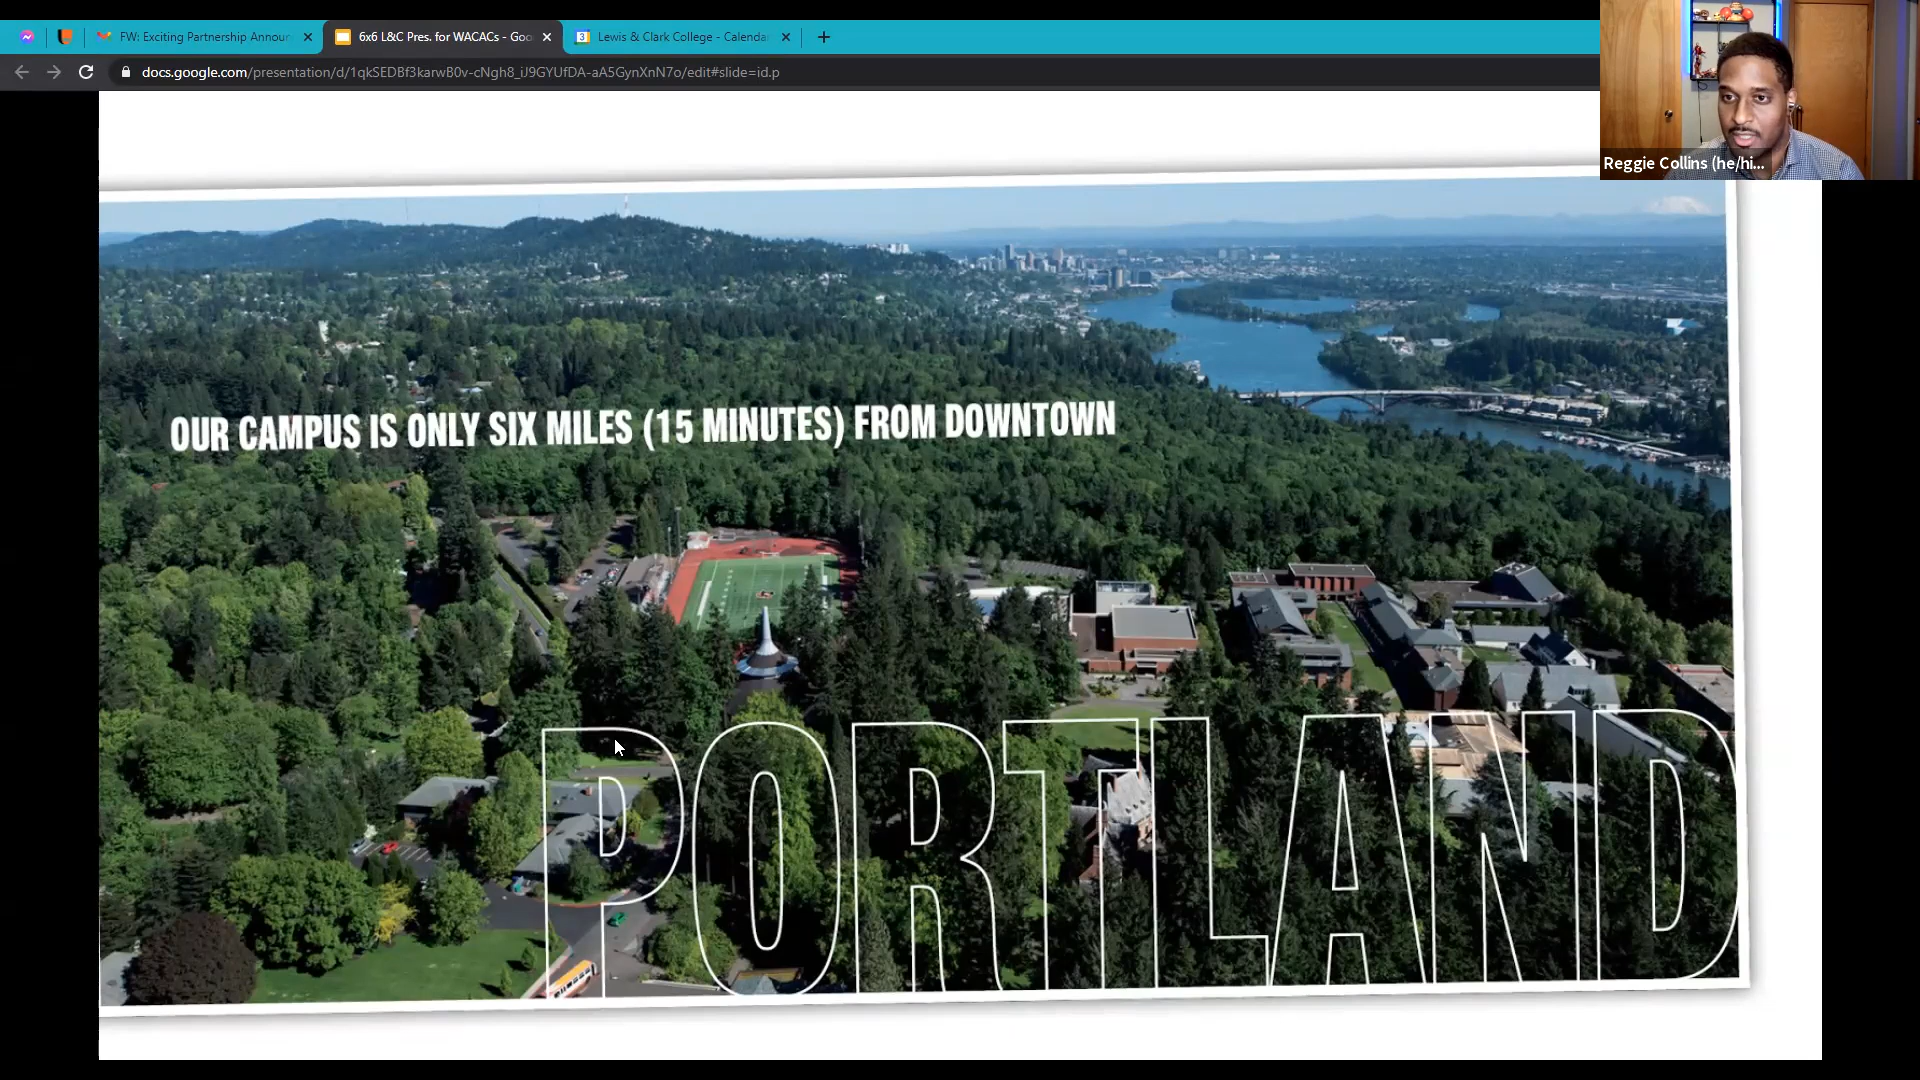 FW: Exciting Partnership Announ
6x6 L&C Pres. for WACACs - Goo
3
Lewis & Clark College - Calenda
docs.google.com/presentation/d/1qkSEDBf3karwB0v-cNgh8_iJ9GYUfDA-aA5GynXnN7o/edit#slide=id.p
Reggie Collins (he/hi...
OUR CAMPUS IS ONLY SIX MILES (15 MINUTES) FROM DOWNTOWN
PORTLAND